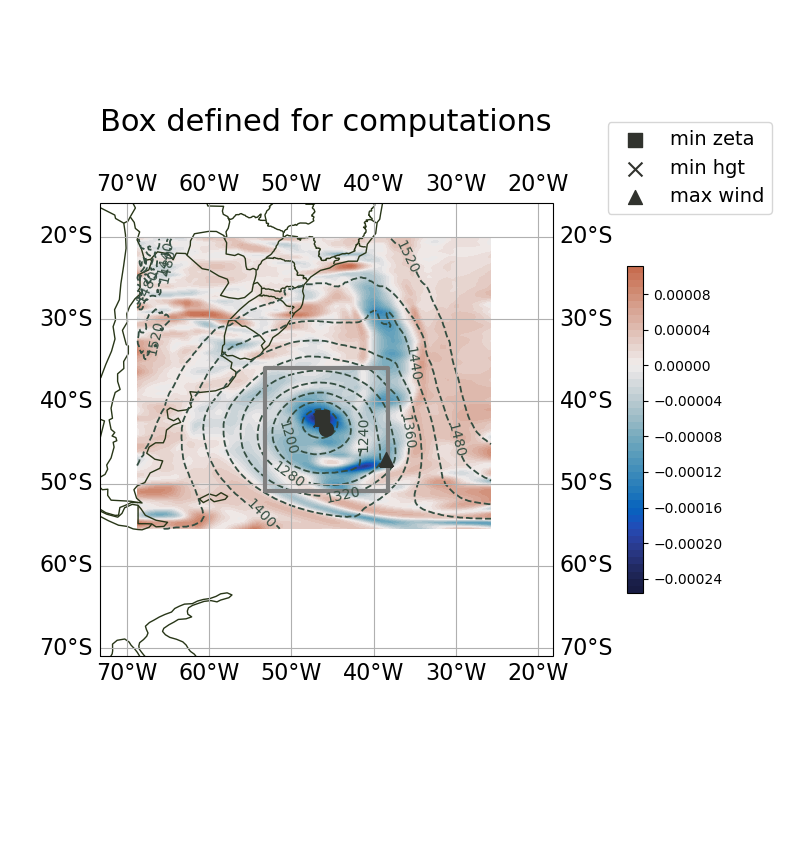 Box defined for computations
min zeta
min hgt
max wind
70°W 60°W 50°W 40°W 30°W 20°W
20°S 20°S
30°S 30°S
40°S 40°S
50°S 50°S
60°S 60°S
70°S 70°S
70°W 60°W 50°W 40°W 30°W 20°W
1520
1480
1520
1440
1360
1480
1200
1240
1280
1320
1400
0.00008
0.00004
0.00000
−0.00004
−0.00008
−0.00012
−0.00016
−0.00020
−0.00024